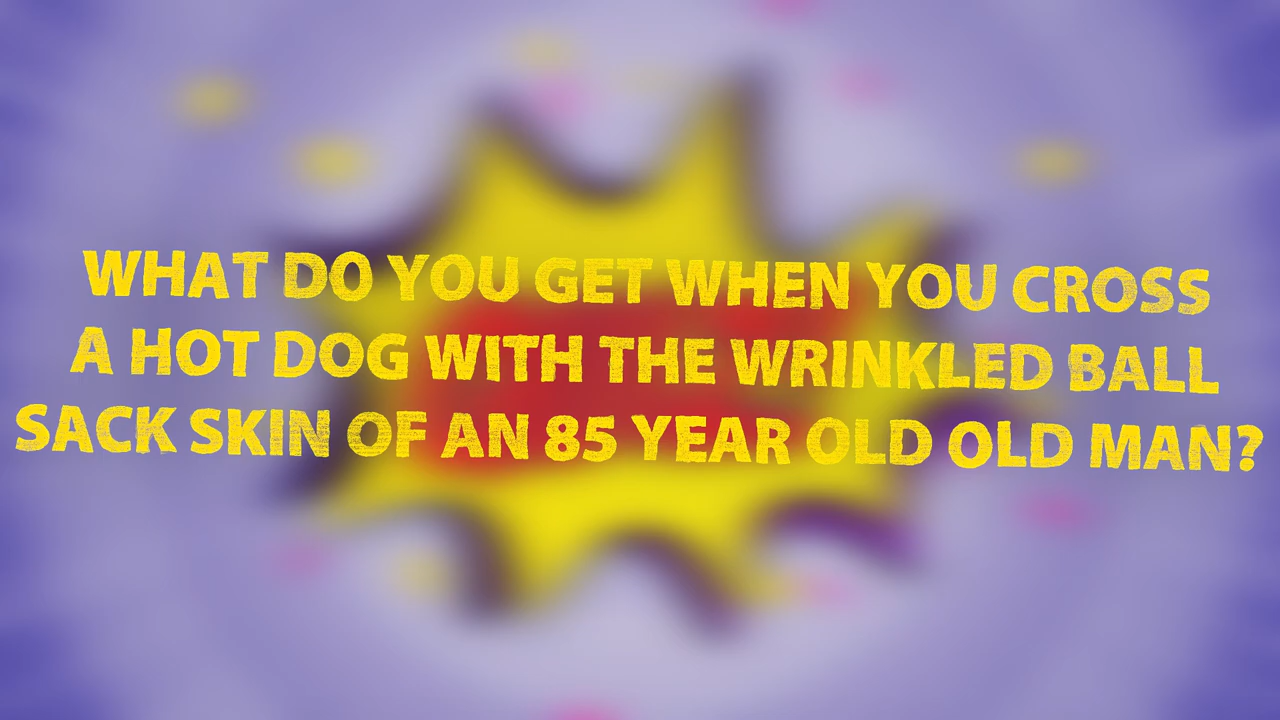 WHAT DO YOU GET WHEN YOU CROSS
A HOT DOG WITH THE WRINKLED BALL
SACK SKIN OF AN 85 YEAR OLD OLD MAN?